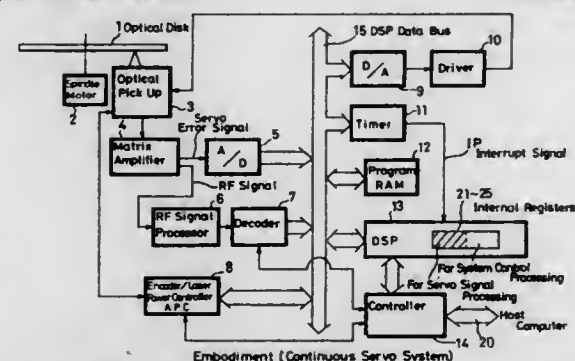 1 Optical Disk
Spindle
Motor
2
Optical
Pick Up
3
Servo
Error Signal
4
Matrix
Amplifier
A/D
5
RF Signal
6
RF Signal
Processor
7
Decoder
8
Encoder/Laser
Power Controller
APC
15 DSP Data Bus
D/A
9
10
Driver
11
Timer
IP
Interrupt Signal
12
Program
RAM
13
21~25
Internal Registers
DSP
For System Control
Processing
For Servo Signal
Processing
Controller
14
20
Host
Computer
Embodiment (Continuous Servo System)